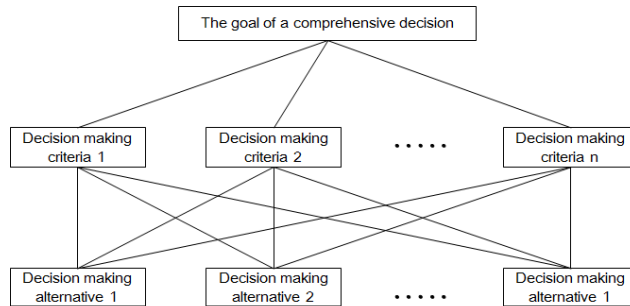 The goal of a comprehensive decision
Decision making
criteria 1
Decision making
criteria 2
.....
Decision making
criteria n
Decision making
alternative 1
Decision making
alternative 2
.....
Decision making
alternative 1